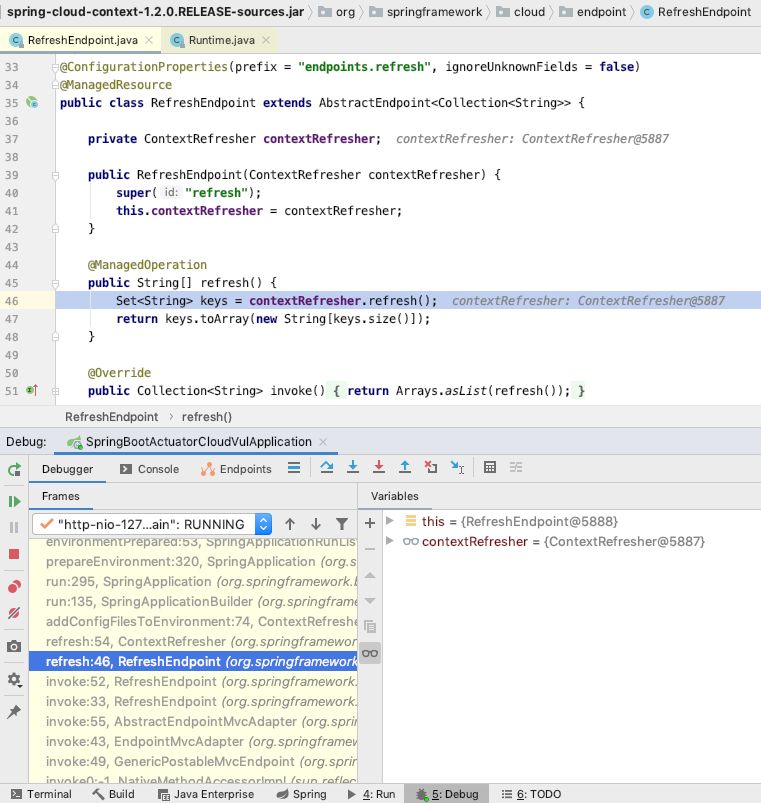 spring-cloud-context-1.2.0.RELEASE-sources.jar org springframework cloud endpoint RefreshEndpoint
RefreshEndpoint.java Runtime.java
33 @ConfigurationProperties(prefix = "endpoints.refresh", ignoreUnknownFields = false)
34 @ManagedResource
35 public class RefreshEndpoint extends AbstractEndpoint<Collection<String>> {
36
37 private ContextRefresher contextRefresher; contextRefresher: ContextRefresher@5887
38
39 public RefreshEndpoint(ContextRefresher contextRefresher) {
40 super( id: "refresh");
41 this.contextRefresher = contextRefresher;
42 }
43
44 @ManagedOperation
45 public String[] refresh() {
46 Set<String> keys = contextRefresher.refresh(); contextRefresher: ContextRefresher@5887
47 return keys.toArray(new String[keys.size()]);
48 }
49
50 @Override
51 public Collection<String> invoke() { return Arrays.asList(refresh()); }
RefreshEndpoint › refresh()
Debug: SpringBootActuatorCloudVulApplication
Debugger Console Endpoints
Frames Variables
"http-nio-127...ain": RUNNING
this = {RefreshEndpoint@5888}
contextRefresher = {ContextRefresher@5887}
environmentPrepared:53, SpringApplicationRunList
prepareEnvironment:320, SpringApplication (org.s
run:295, SpringApplication (org.springframework.b
run:135, SpringApplicationBuilder (org.springframe
addConfigFilesToEnvironment:74, ContextRefreshe
refresh:54, ContextRefresher (org.springframewor
refresh:46, RefreshEndpoint (org.springframework.
invoke:52, RefreshEndpoint (org.springframework.
invoke:33, RefreshEndpoint (org.springframework.
invoke:55, AbstractEndpointMvcAdapter (org.sprin
invoke:43, EndpointMvcAdapter (org.springframew
invoke:49, GenericPostableMvcEndpoint (org.sprin
invoke0:-1, NativeMethodAccessorImpl (sun.reflec
Terminal Build Java Enterprise Spring 4: Run 5: Debug 6: TODO